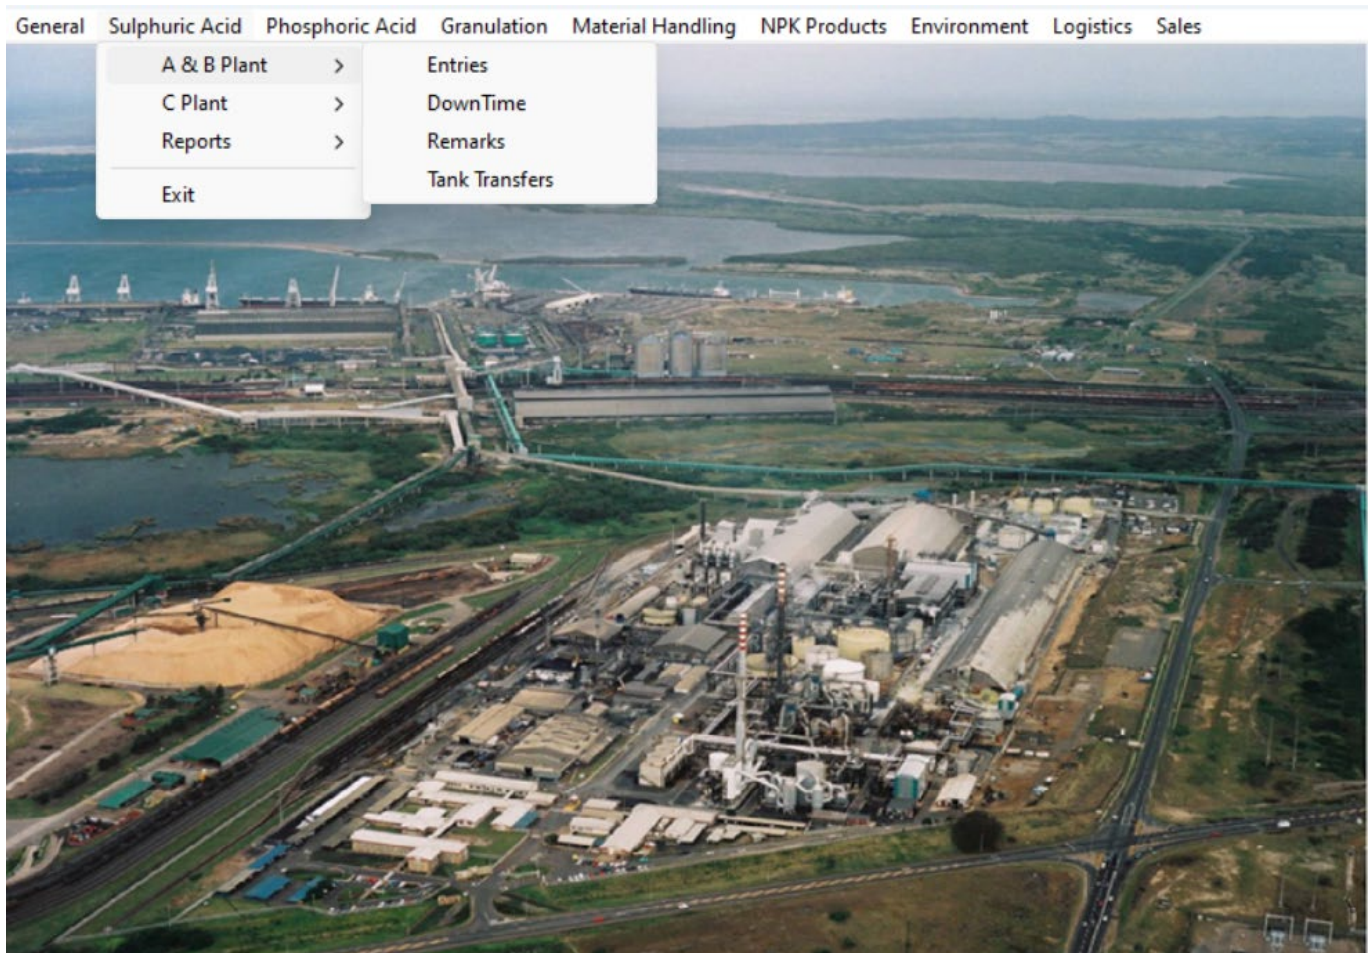 General Sulphuric Acid Phosphoric Acid Granulation Material Handling NPK Products Environment Logistics Sales
A & B Plant
C Plant
Reports
Exit
Entries
DownTime
Remarks
Tank Transfers